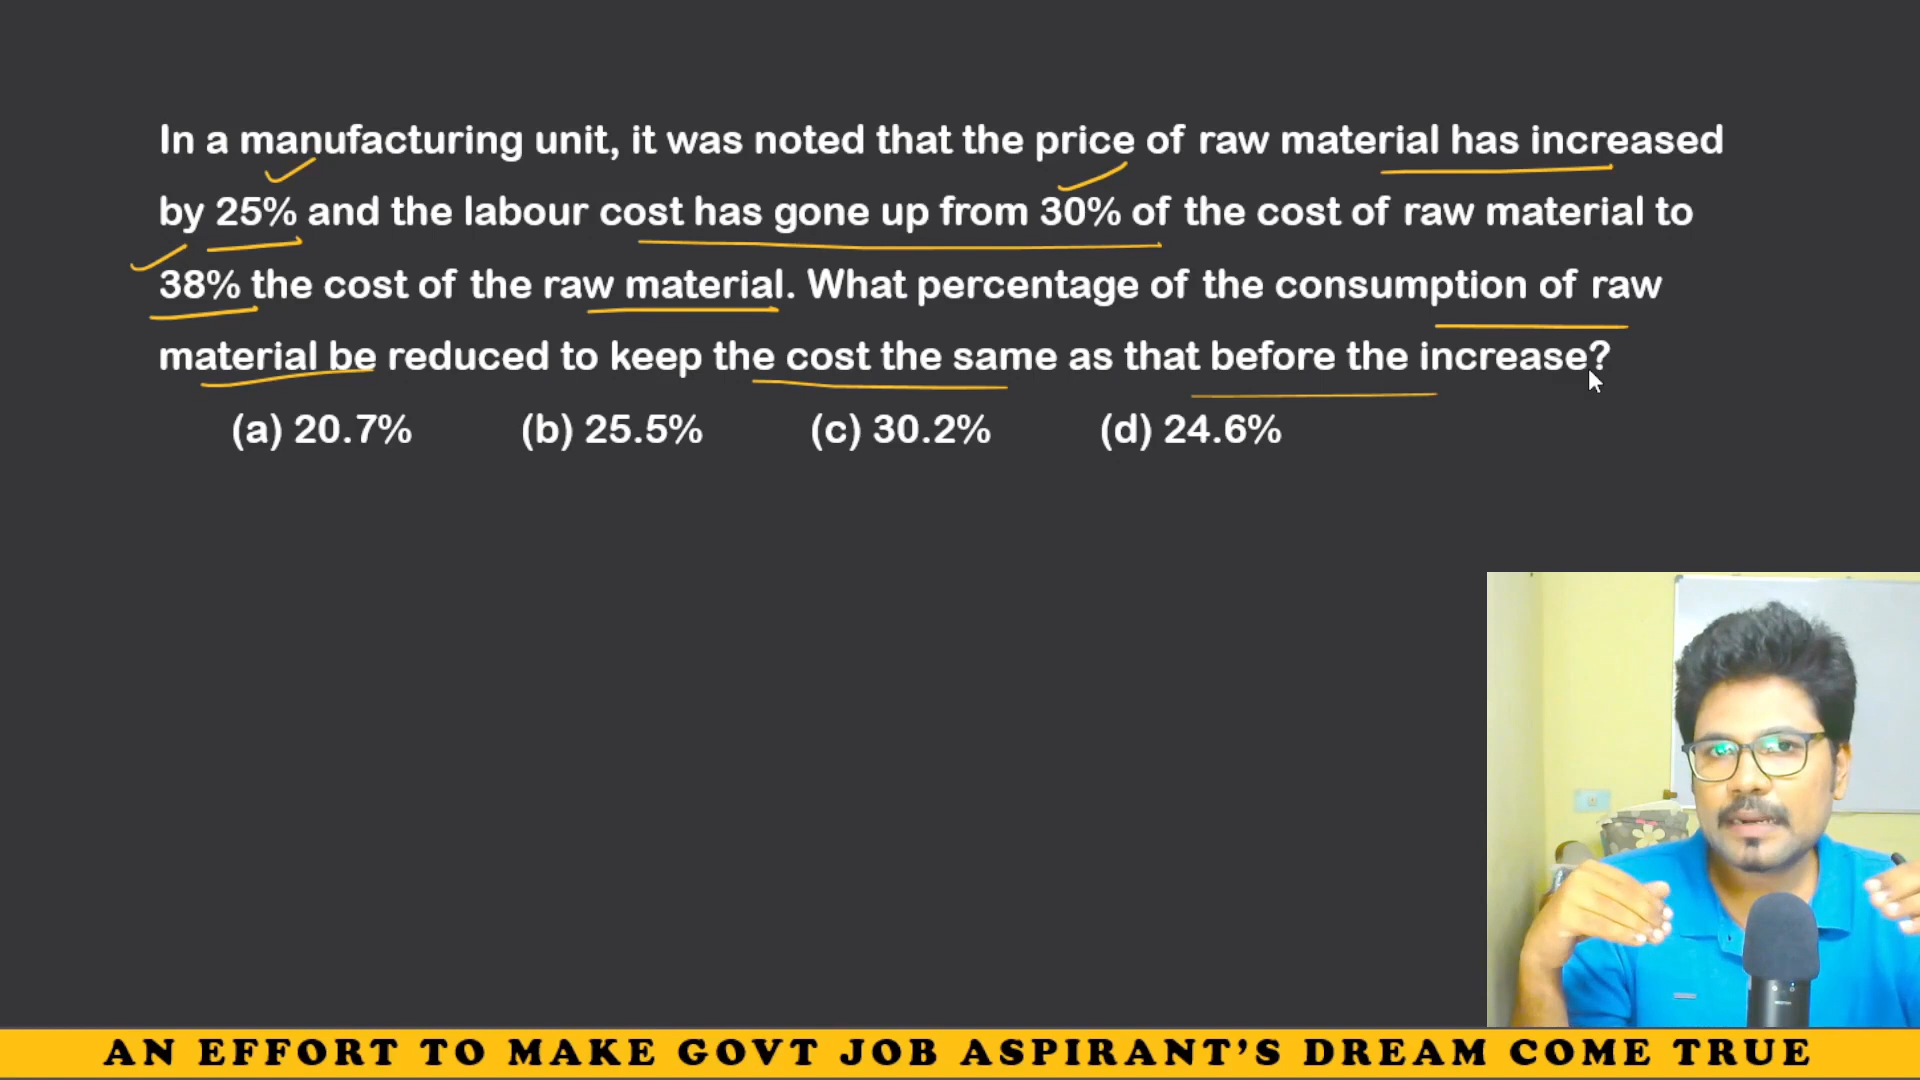 In a manufacturing unit, it was noted that the price of raw material has increased
by 25% and the labour cost has gone up from 30% of the cost of raw material to
38% the cost of the raw material. What percentage of the consumption of raw
material be reduced to keep the cost the same as that before the increase?
(a) 20.7% (b) 25.5% (c) 30.2% (d) 24.6%
AN EFFORT TO MAKE GOVT JOB ASPIRANT'S DREAM COME TRUE